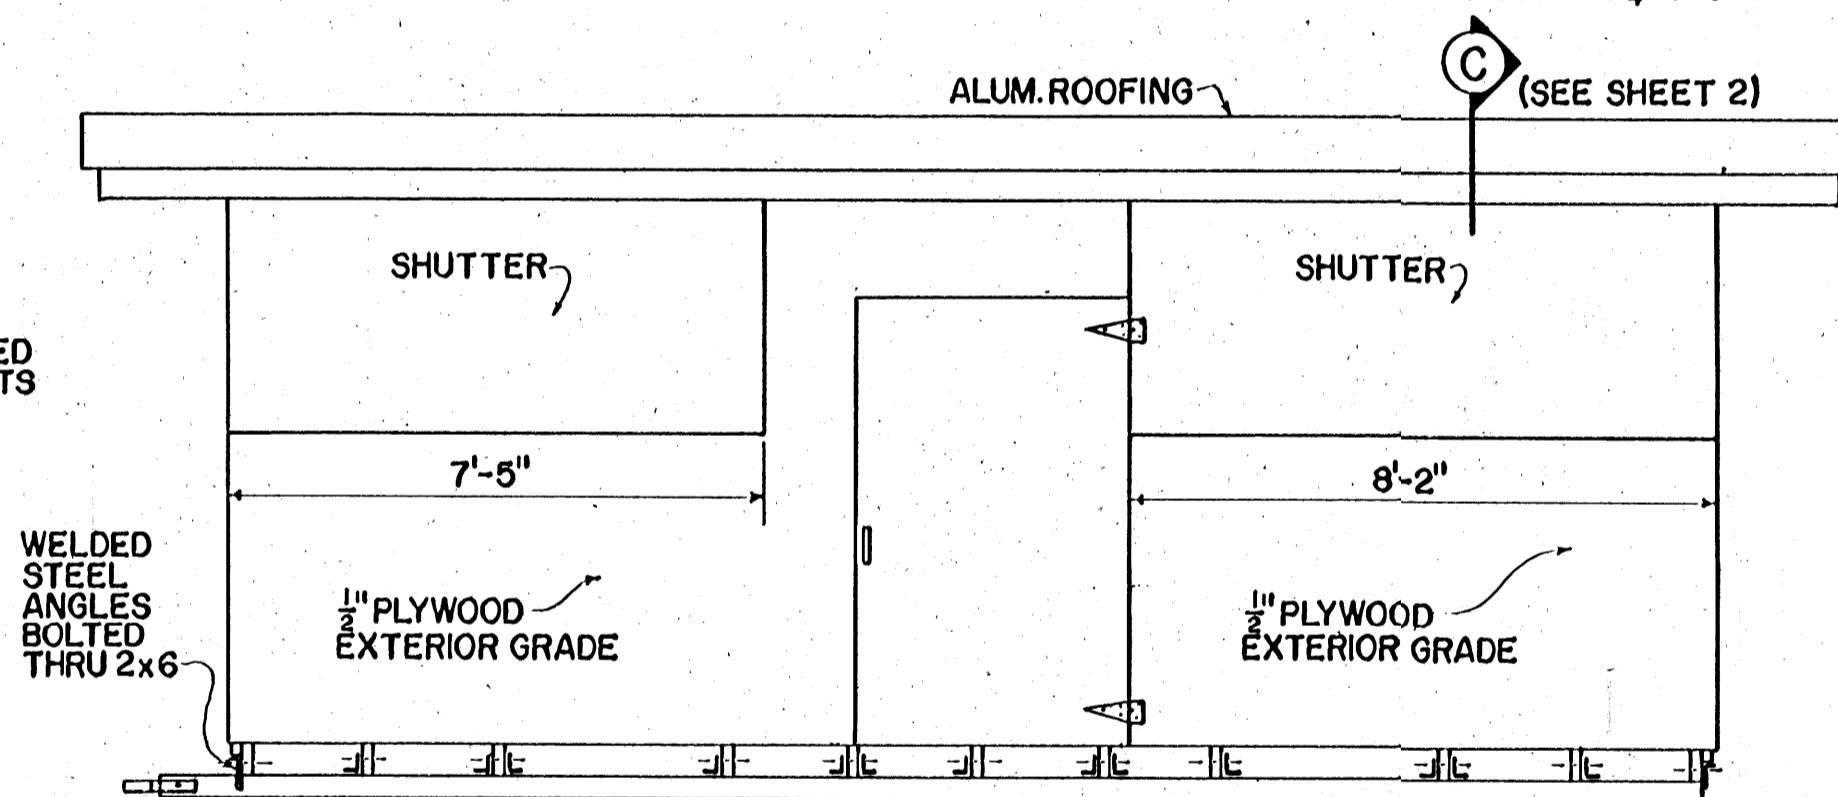 C
ALUM. ROOFING
(SEE SHEET 2)
SHUTTER
SHUTTER
ED
TS
7'-5"
8'-2"
WELDED
STEEL
ANGLES
BOLTED
THRU 2x6
1/2" PLYWOOD
EXTERIOR GRADE
1/2" PLYWOOD
EXTERIOR GRADE